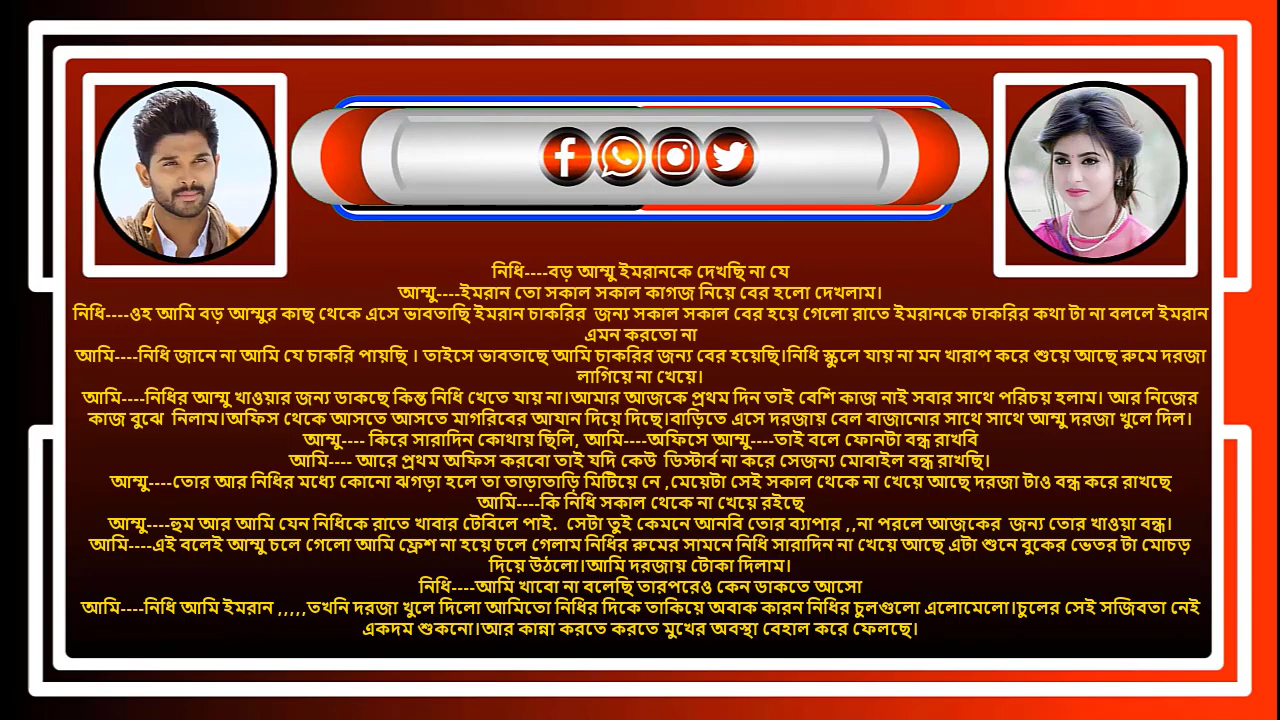 নিধি----বড় আম্মু ইমরানকে দেখছি না যে
আম্মু----ইমরান তো সকাল সকাল কাগজ নিয়ে বের হলো দেখলাম।
নিধি----ওহ আমি বড় আম্মুর কাছ থেকে এসে ভাবতাছি ইমরান চাকরির জন্য সকাল সকাল বের হয়ে গেলো রাতে ইমরানকে চাকরির কথা টা না বললে ইমরান
এমন করতো না
আমি----নিধি জানে না আমি যে চাকরি পায়ছি । তাইসে ভাবতাছে আমি চাকরির জন্য বের হয়েছি।নিধি স্কুলে যায় না মন খারাপ করে শুয়ে আছে রুমে দরজা
লাগিয়ে না খেয়ে।
আমি----নিধির আম্মু খাওয়ার জন্য ডাকছে কিন্ত নিধি খেতে যায় না।আমার আজকে প্রথম দিন তাই বেশি কাজ নাই সবার সাথে পরিচয় হলাম। আর নিজের
কাজ বুঝে নিলাম।অফিস থেকে আসতে আসতে মাগরিবের আযান দিয়ে দিছে।বাড়িতে এসে দরজায় বেল বাজানোর সাথে সাথে আম্মু দরজা খুলে দিল।
আম্মু---- কিরে সারাদিন কোথায় ছিলি, আমি----অফিসে আম্মু----তাই বলে ফোনটা বন্ধ রাখবি
আমি---- আরে প্রথম অফিস করবো তাই যদি কেউ ডিস্টার্ব না করে সেজন্য মোবাইল বন্ধ রাখছি।
আম্মু----তোর আর নিধির মধ্যে কোনো ঝগড়া হলে তা তাড়াতাড়ি মিটিয়ে নে ,মেয়েটা সেই সকাল থেকে না খেয়ে আছে দরজা টাও বন্ধ করে রাখছে
আমি----কি নিধি সকাল থেকে না খেয়ে রইছে
আম্মু----হুম আর আমি যেন নিধিকে রাতে খাবার টেবিলে পাই. সেটা তুই কেমনে আনবি তোর ব্যাপার ,,না পরলে আজকের জন্য তোর খাওয়া বন্ধ।
আমি----এই বলেই আম্মু চলে গেলো আমি ফ্রেশ না হয়ে চলে গেলাম নিধির রুমের সামনে নিধি সারাদিন না খেয়ে আছে এটা শুনে বুকের ভেতর টা মোচড়
দিয়ে উঠলো।আমি দরজায় টোকা দিলাম।
নিধি----আমি খাবো না বলেছি তারপরেও কেন ডাকতে আসো
আমি----নিধি আমি ইমরান ,,,,,তখনি দরজা খুলে দিলো আমিতো নিধির দিকে তাকিয়ে অবাক কারন নিধির চুলগুলো এলোমেলো।চুলের সেই সজিবতা নেই
একদম শুকনো।আর কান্না করতে করতে মুখের অবস্থা বেহাল করে ফেলছে।